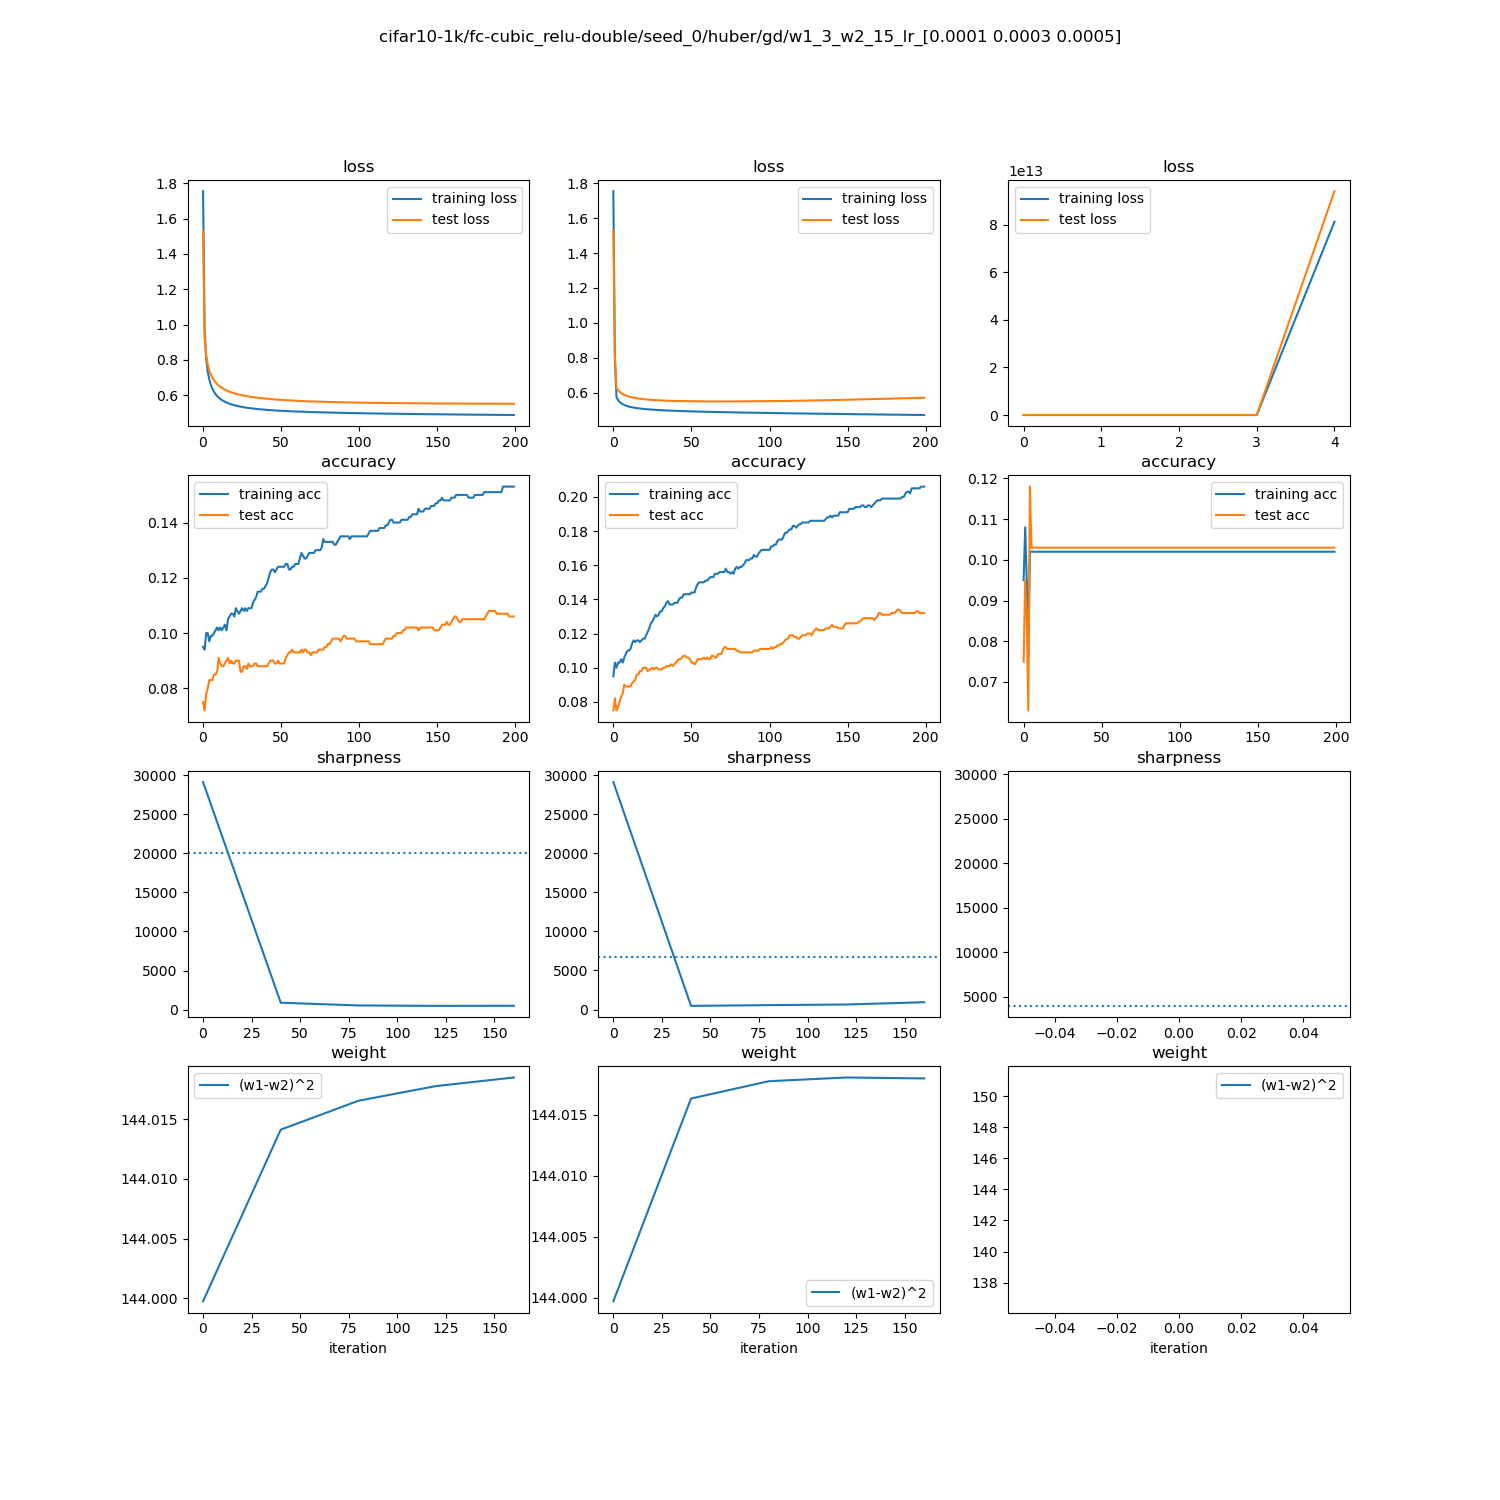 cifar10-1k/fc-cubic_relu-double/seed_0/huber/gd/w1_3_w2_15_lr_[0.0001 0.0003 0.0005]
loss
1.8
1.6
1.4
1.2
1.0
0.8
0.6
training loss
test loss
0 50 100 150 200
loss
1.8
1.6
1.4
1.2
1.0
0.8
0.6
training loss
test loss
0 50 100 150 200
loss
1e13
8
6
4
2
0
training loss
test loss
0 1 2 3 4
accuracy
0.14
0.12
0.10
0.08
training acc
test acc
0 50 100 150 200
accuracy
0.20
0.18
0.16
0.14
0.12
0.10
0.08
training acc
test acc
0 50 100 150 200
accuracy
0.12
0.11
0.10
0.09
0.08
0.07
training acc
test acc
0 50 100 150 200
sharpness
30000
25000
20000
15000
10000
5000
0
0 25 50 75 100 125 150
sharpness
30000
25000
20000
15000
10000
5000
0
0 25 50 75 100 125 150
sharpness
30000
25000
20000
15000
10000
5000
−0.04 −0.02 0.00 0.02 0.04
weight
144.015
144.010
144.005
144.000
(w1-w2)^2
0 25 50 75 100 125 150
iteration
weight
144.015
144.010
144.005
144.000
(w1-w2)^2
0 25 50 75 100 125 150
iteration
weight
150
148
146
144
142
140
138
(w1-w2)^2
−0.04 −0.02 0.00 0.02 0.04
iteration